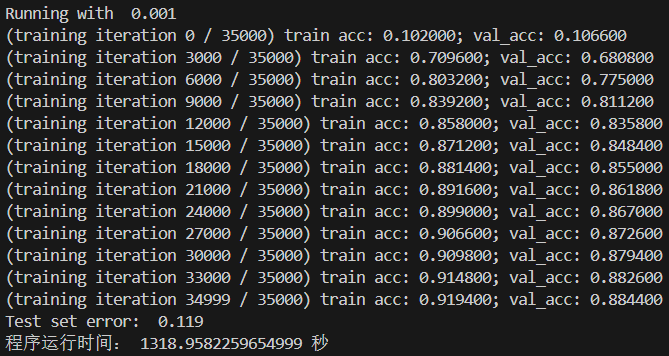 Running with  0.001
(training iteration 0 / 35000) train acc: 0.102000; val_acc: 0.106600
(training iteration 3000 / 35000) train acc: 0.709600; val_acc: 0.680800
(training iteration 6000 / 35000) train acc: 0.803200; val_acc: 0.775000
(training iteration 9000 / 35000) train acc: 0.839200; val_acc: 0.811200
(training iteration 12000 / 35000) train acc: 0.858000; val_acc: 0.835800
(training iteration 15000 / 35000) train acc: 0.871200; val_acc: 0.848400
(training iteration 18000 / 35000) train acc: 0.881400; val_acc: 0.855000
(training iteration 21000 / 35000) train acc: 0.891600; val_acc: 0.861800
(training iteration 24000 / 35000) train acc: 0.899000; val_acc: 0.867000
(training iteration 27000 / 35000) train acc: 0.906600; val_acc: 0.872600
(training iteration 30000 / 35000) train acc: 0.909800; val_acc: 0.879400
(training iteration 33000 / 35000) train acc: 0.914800; val_acc: 0.882600
(training iteration 34999 / 35000) train acc: 0.919400; val_acc: 0.884400
Test set error:  0.119
程序运行时间： 1318.9582259654999 秒